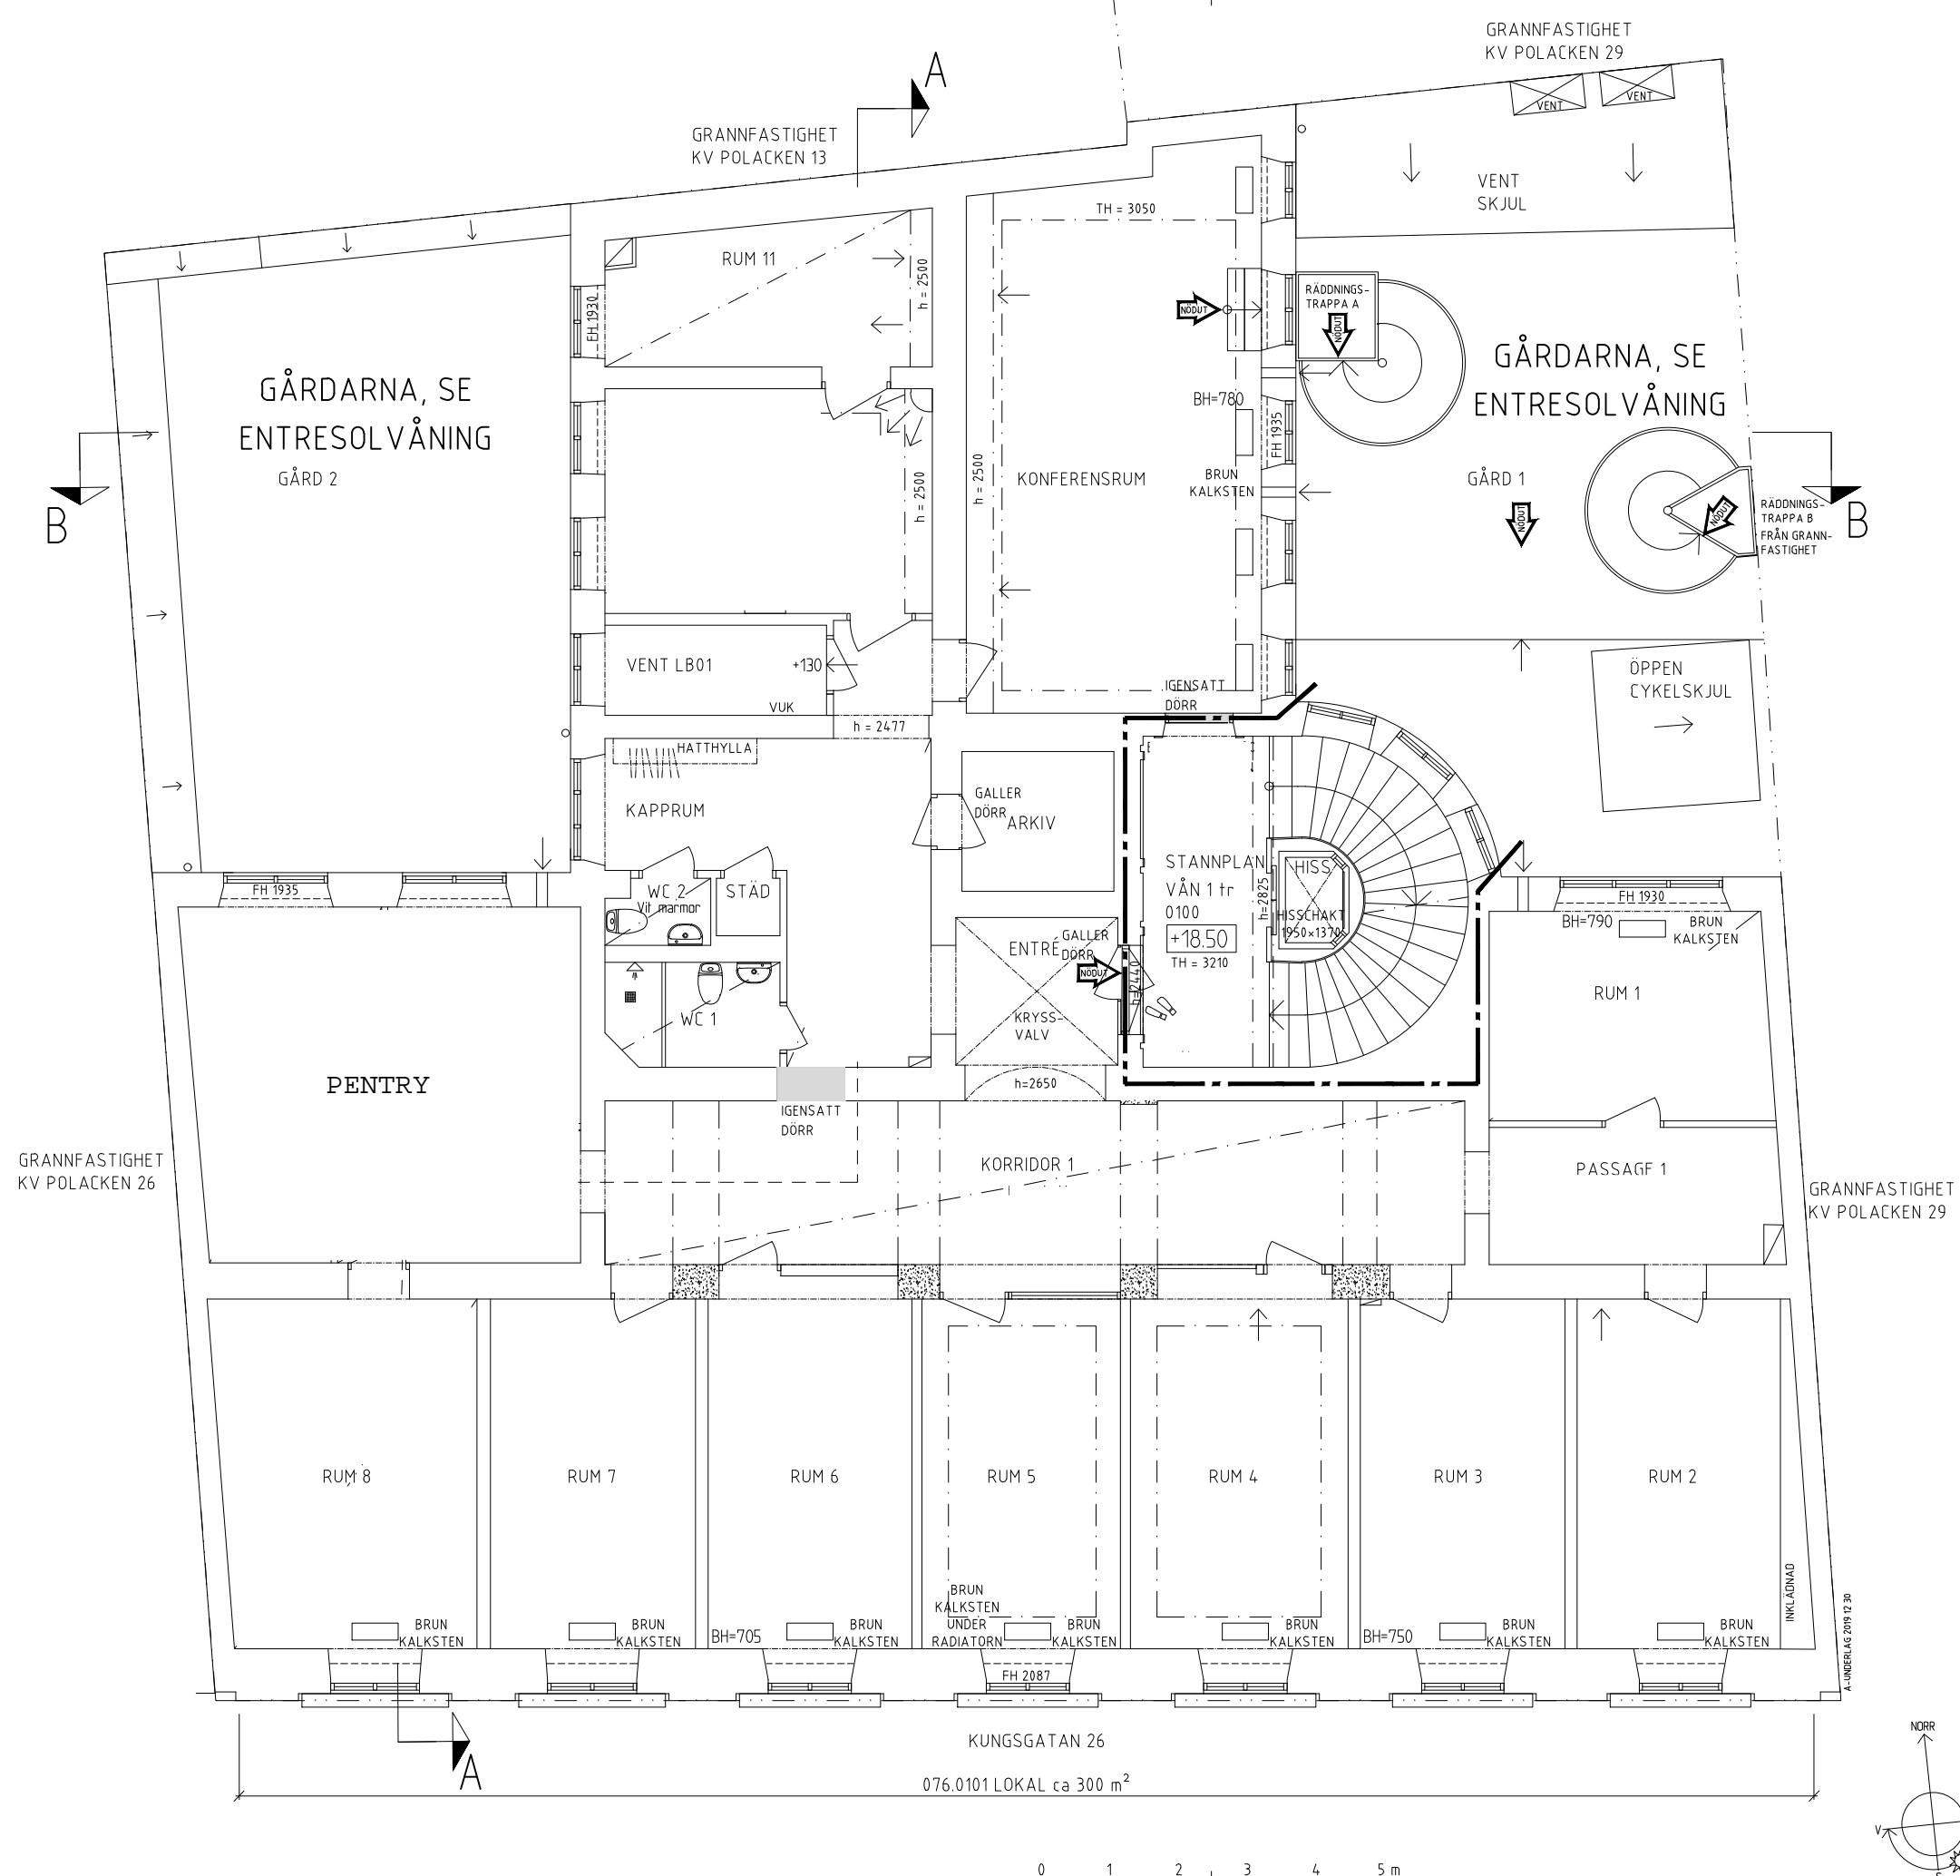 GRANNFASTIGHET
KV POLACKEN 29
A
GRANNFASTIGHET
KV POLACKEN 13
VENT
VENT
VENT
SKJUL
TH = 3050
RUM 11
h = 2500
FH 1930
NÖDUT
RÄDDNINGS-
TRAPPA A
NÖDUT
GÅRDARNA, SE
ENTRESOLVÅNING
GÅRD 2
GÅRDARNA, SE
ENTRESOLVÅNING
GÅRD 1
BH=780
FH 1935
h = 2500
h = 2500
KONFERENSRUM
BRUN
KALKSTEN
NÖDUT
NÖDUT
RÄDDNINGS-
TRAPPA B
FRÅN GRANN-
FASTIGHET
B
B
VENT LB01
+130
VUK
h = 2477
IGENSATT
DÖRR
ÖPPEN
CYKELSKJUL
HATTHYLLA
KAPPRUM
GALLER
DÖRR
ARKIV
STANNPLAN
VÅN 1 tr
0100
+18.50
TH = 3210
h=2825
HISS
HISSCHAKT
1950x1370
FH 1935
WC 2
Vit marmor
STÄD
FH 1930
BH=790
BRUN
KALKSTEN
ENTRÉ
GALLER
DÖRR
NÖDUT
h=2440
KRYSS-
VALV
RUM 1
WC 1
PENTRY
h=2650
IGENSATT
DÖRR
KORRIDOR 1
PASSAGE 1
GRANNFASTIGHET
KV POLACKEN 26
GRANNFASTIGHET
KV POLACKEN 29
RUM 8
RUM 7
RUM 6
RUM 5
RUM 4
RUM 3
RUM 2
BRUN
KALKSTEN
BRUN
KALKSTEN
BH=705
BRUN
KALKSTEN
BRUN
KALKSTEN
UNDER
RADIATORN
BRUN
KALKSTEN
BRUN
KALKSTEN
BH=750
BRUN
KALKSTEN
BRUN
KALKSTEN
INKLÄDNAD
A-UNDERLAG 2019 12 30
FH 2087
KUNGSGATAN 26
A
076.0101 LOKAL ca 300 m²
NORR
V
0 1 2 3 4 5 m